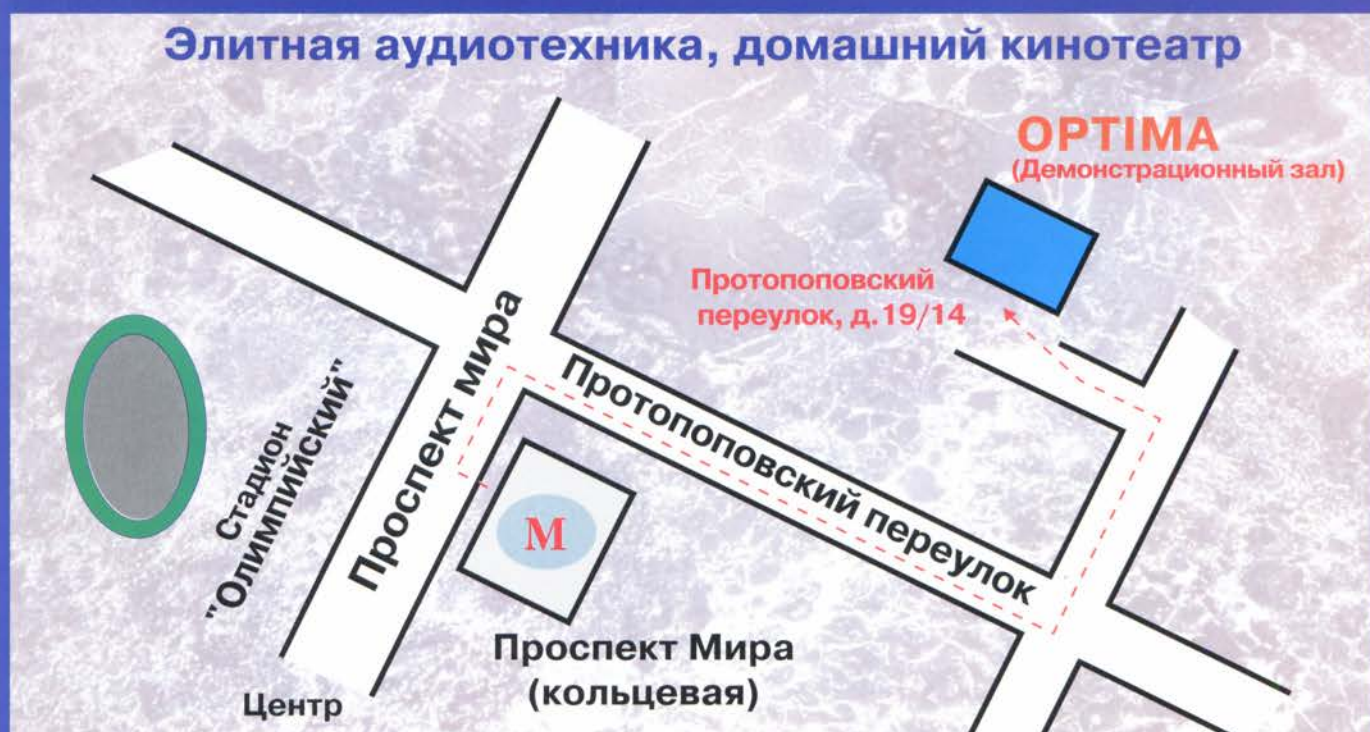 Элитная аудиотехника, домашний кинотеатр
OPTIMA
(Демонстрационный зал)
Протоповский
переулок, д.19/14
Проспект мира
Протопоповский переулок
Стадион
"Олимпийский"
М
Проспект Мира
(кольцевая)
Центр